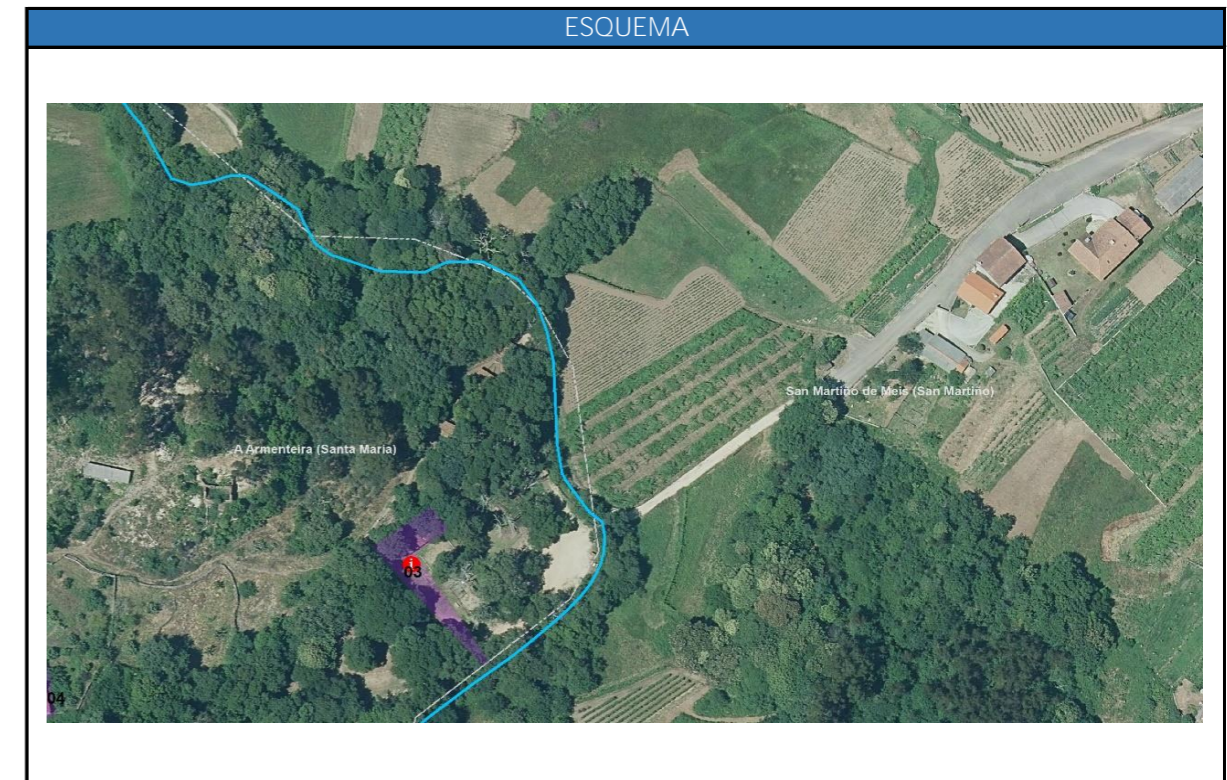 ESQUEMA
San Martiño de Meis (San Martiño)
A Armenteira (Santa María)
i
03
04